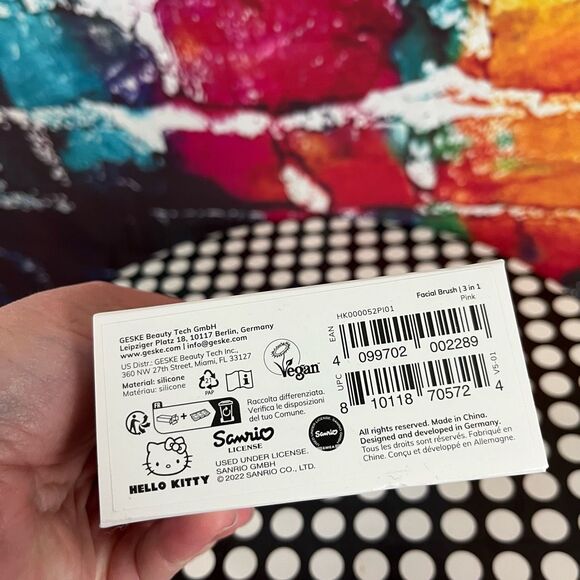 GESKE Beauty Tech GmbH
Leipziger Platz 18, 10117 Berlin, Germany
www.geske.com | info@geske.com
US Distr.: GESKE Beauty Tech Inc.,
360 NW 27th Street, Miami, FL 33127
Material: silicone
Matériau: silicone
21
PAP
Vegan
FR
Raccolta differenziata.
Verifica le disposizioni
del tuo Comune.
HELLO KITTY
Sanrio
LICENSE
USED UNDER LICENSE.
SANRIO GMBH
© 2022 SANRIO CO., LTD.
Sanrio
Facial Brush | 3 in 1
Pink
HK000052PI01
EAN
4 099702 002289
UPC
8 10118 70572 4
V5-01
All rights reserved. Made in China.
Designed and developed in Germany.
Tous les droits sont réservés. Fabriqué en
Chine. Conçu et développé en Allemagne.